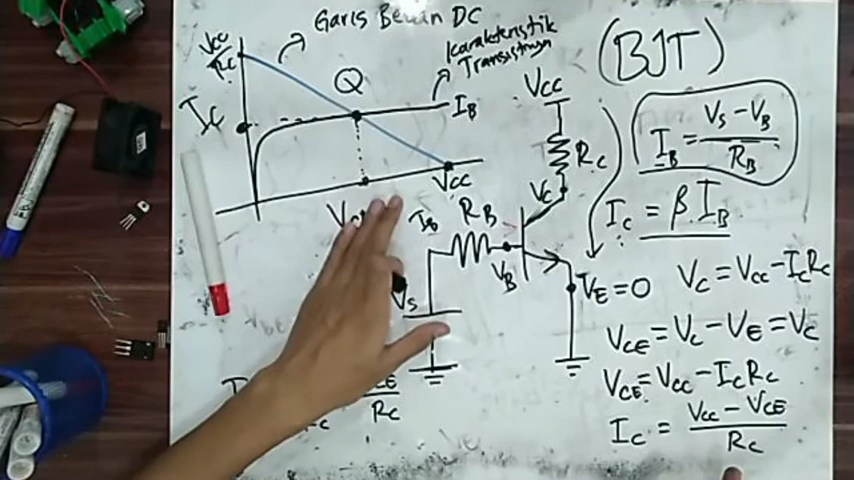 Garis Beban DC
Karakteristik
Transistornya
(BJT)
Vcc
Rc
Q
Ic
IB
Vcc
Vcc
Rc
Vc
IB = Vs - VB / RB
Ic = β IB
IB
RB
VB
Vs
VE = 0
Vc = Vcc - Ic Rc
VCE = Vc - VE = Vc
VCE = Vcc - Ic Rc
Ic = Vcc - VCE / Rc
Rc